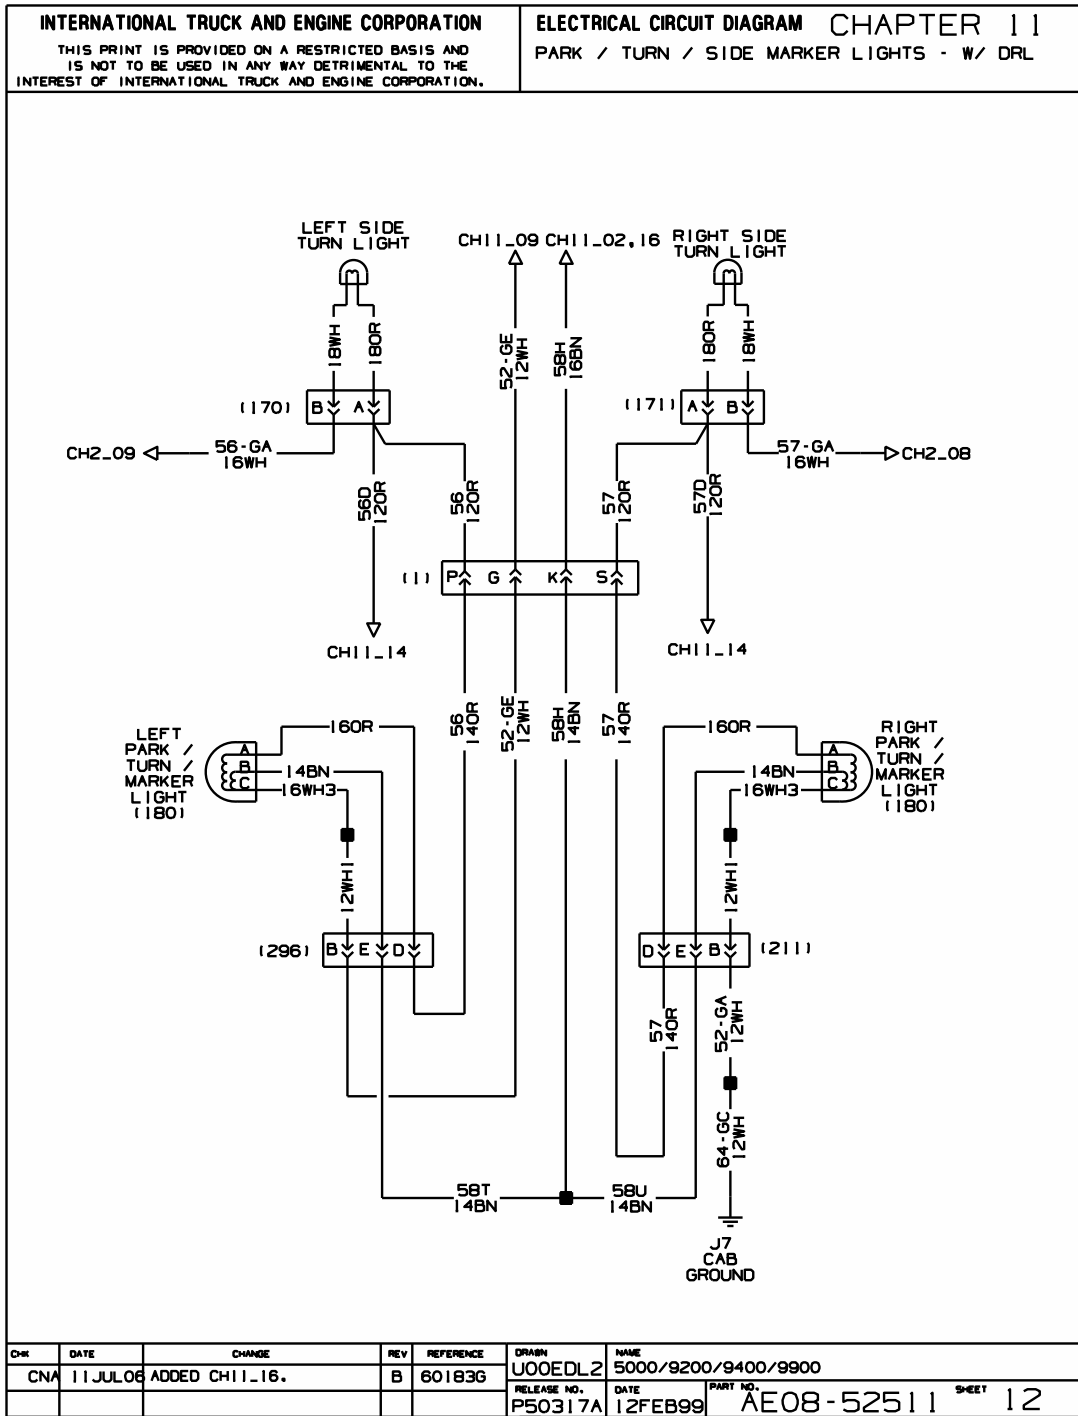 INTERNATIONAL TRUCK AND ENGINE CORPORATION
THIS PRINT IS PROVIDED ON A RESTRICTED BASIS AND
IS NOT TO BE USED IN ANY WAY DETRIMENTAL TO THE
INTEREST OF INTERNATIONAL TRUCK AND ENGINE CORPORATION.
ELECTRICAL CIRCUIT DIAGRAM CHAPTER 11
PARK / TURN / SIDE MARKER LIGHTS - W/ DRL
LEFT SIDE
TURN LIGHT
CH11_09 CH11_02,16
RIGHT SIDE
TURN LIGHT
18WH
18OR
52-GE
12WH
58H
16BN
18OR
18WH
(170) B A
(171) A B
CH2_09
56-GA
16WH
57-GA
16WH
CH2_08
56D
12OR
56
12OR
57
12OR
57D
12OR
(1) P G K S
CH11_14
CH11_14
56
14OR
52-GE
12WH
58H
14BN
57
14OR
LEFT
PARK /
TURN /
MARKER
LIGHT
(180)
A
B
C
16OR
14BN
16WH3
16OR
14BN
16WH3
A
B
C
RIGHT
PARK /
TURN /
MARKER
LIGHT
(180)
12WH1
12WH1
(296) B E D
D E B (211)
57
14OR
52-GA
12WH
64-GC
12WH
58T
14BN
58U
14BN
J7
CAB
GROUND
CHK DATE CHANGE REV REFERENCE DRAWN NAME
CNA 11JUL06 ADDED CH11_16. B 60183G U00EDL2 5000/9200/9400/9900
RELEASE NO. DATE PART NO. SHEET
P50317A 12FEB99 AE08-52511 12